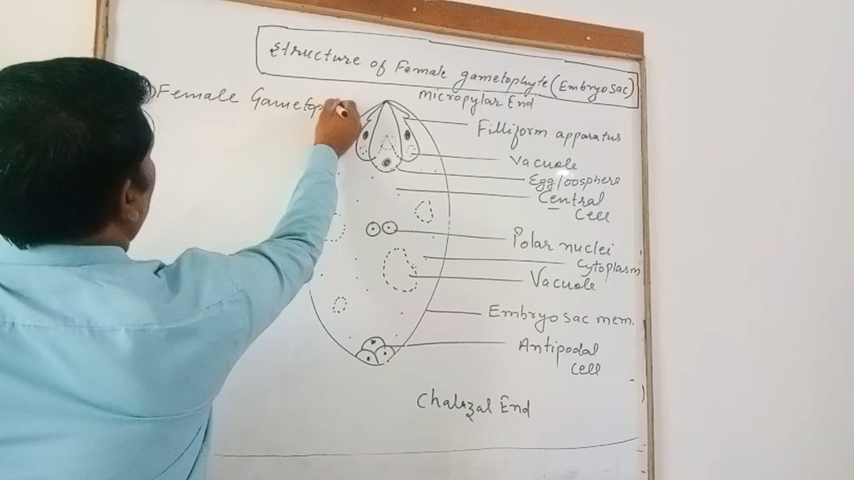 Structure of Female gametophyte (Embryo sac)
Female Gametop
Micropylar End
Filliform apparatus
Vacuole
Egg/oosphere
Central
Cell
Polar nuclei
Cytoplasm
Vacuole
Embryo sac mem.
Antipodal
Cell
Chalazal End